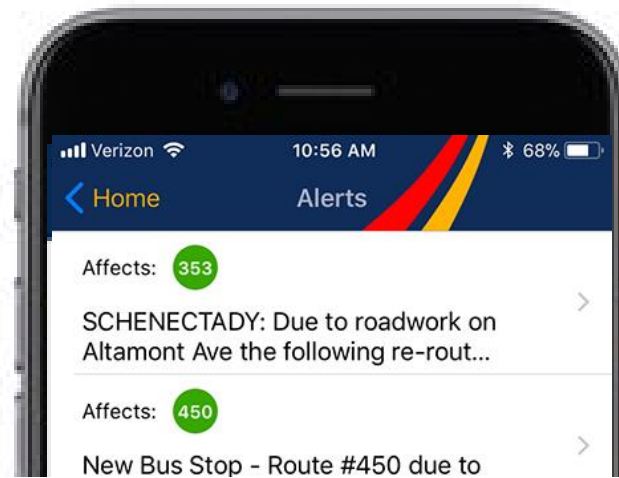 Verizon 10:56 AM 68%
Home Alerts
Affects: 353
SCHENECTADY: Due to roadwork on
Altamont Ave the following re-rout...
Affects: 450
New Bus Stop - Route #450 due to